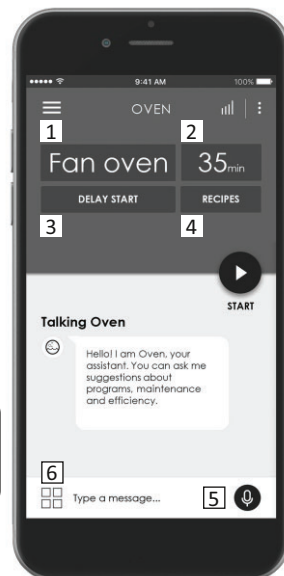 9:41 AM 100%
OVEN
1 2
Fan oven 35min
DELAY START RECIPES
3 4
START
Talking Oven
Hello! I am Oven, your
assistant. You can ask me
suggestions about
programs, maintenance
and efficiency.
6
Type a message... 5